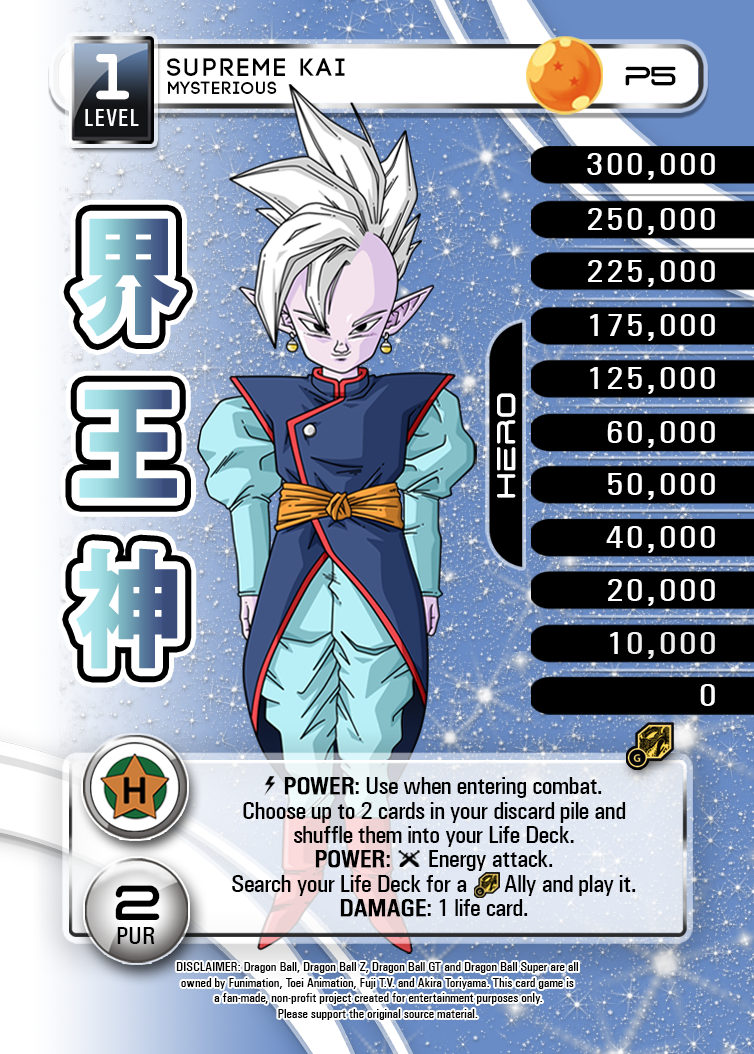 1
LEVEL
SUPREME KAI
MYSTERIOUS
P5
300,000
250,000
225,000
175,000
125,000
60,000
50,000
40,000
20,000
10,000
0
HERO
界
王
神
G
H
2
PUR
POWER: Use when entering combat.
Choose up to 2 cards in your discard pile and
shuffle them into your Life Deck.
POWER: Energy attack.
Search your Life Deck for a G Ally and play it.
DAMAGE: 1 life card.
DISCLAIMER: Dragon Ball, Dragon Ball Z, Dragon Ball GT and Dragon Ball Super are all
owned by Funimation, Toei Animation, Fuji T.V. and Akira Toriyama. This card game is
a fan-made, non-profit project created for entertainment purposes only.
Please support the original source material.